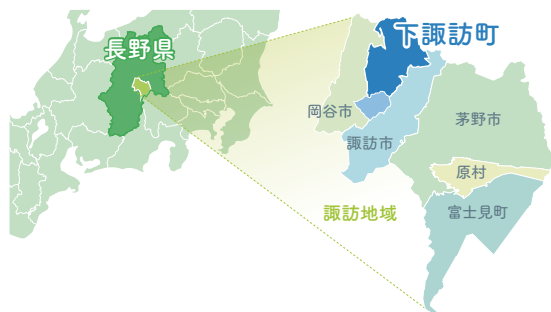 長野県
下諏訪町
岡谷市
諏訪市
茅野市
原村
富士見町
諏訪地域